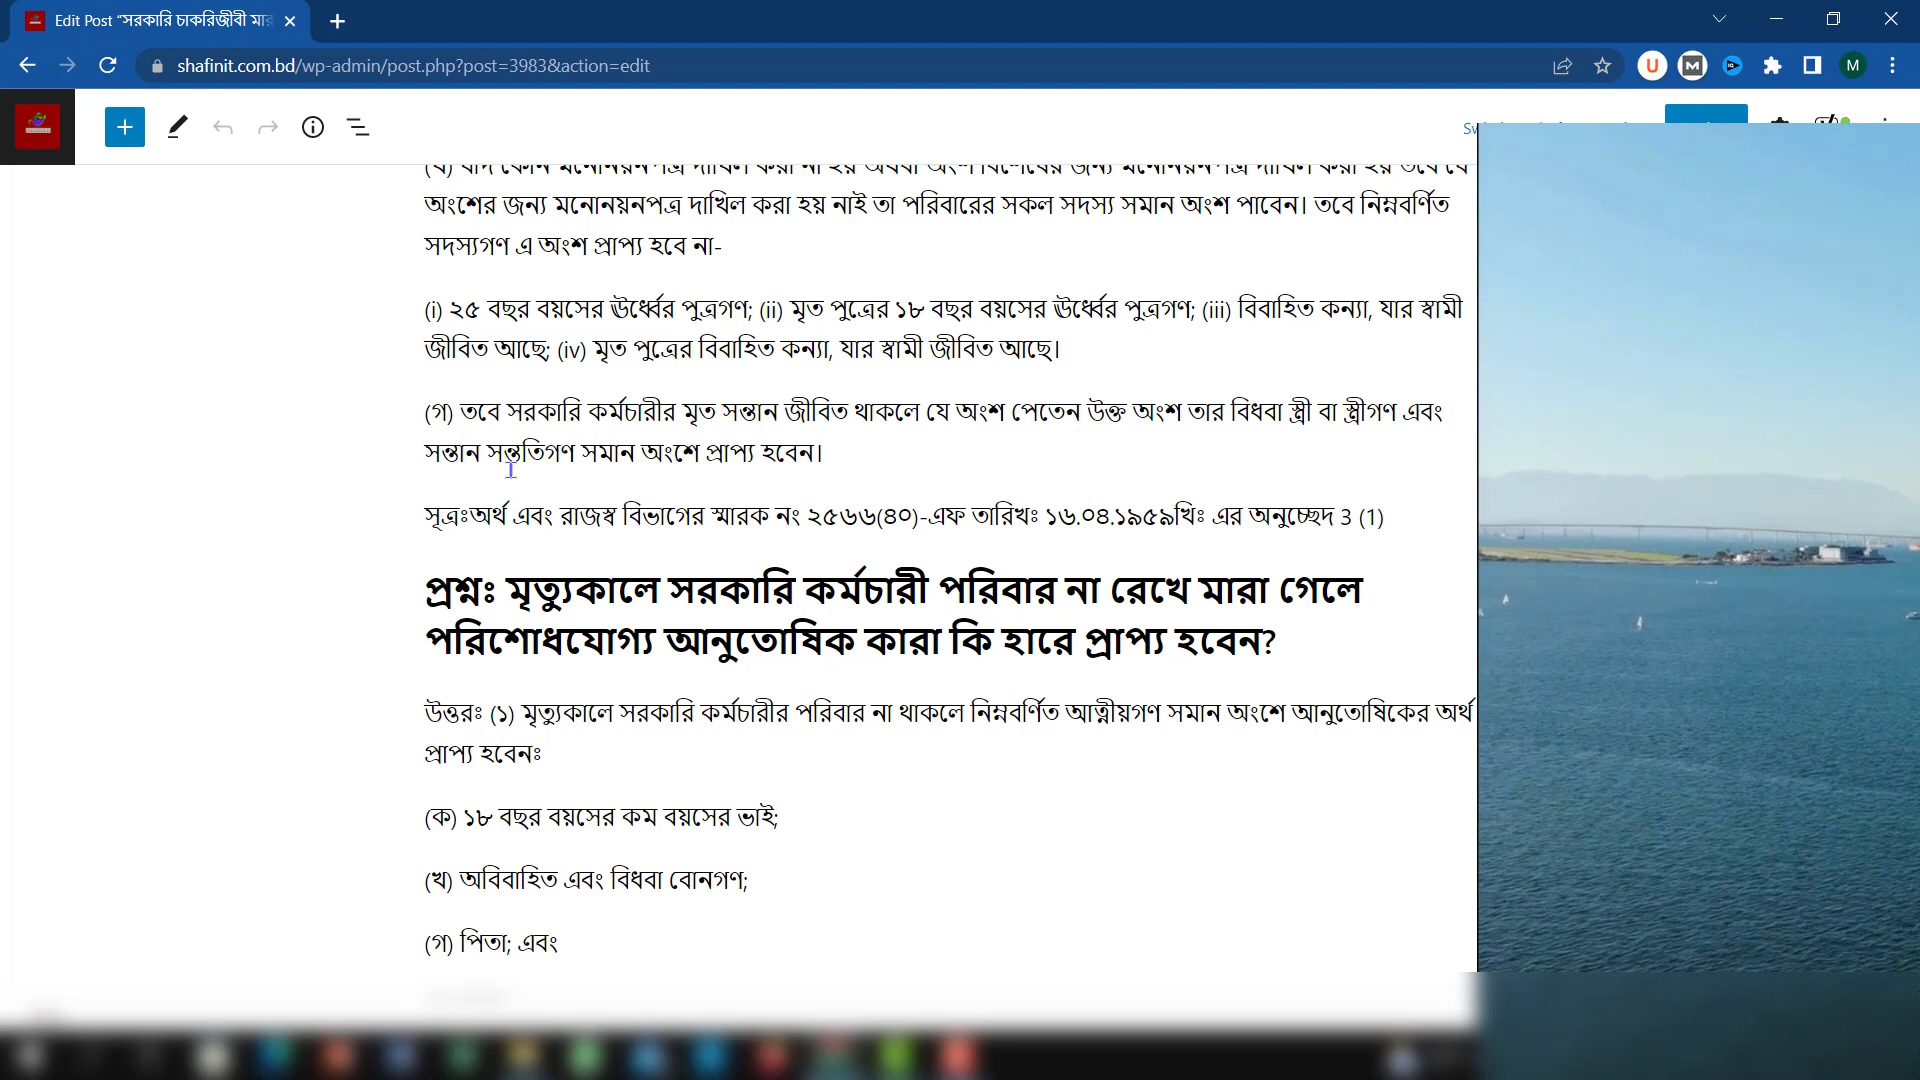 Edit Post “সরকারি চাকরিজীবী মার
shafinit.com.bd/wp-admin/post.php?post=3983&action=edit
U
M
M
অংশের জন্য মনোনয়নপত্র দাখিল করা হয় নাই তা পরিবারের সকল সদস্য সমান অংশ পাবেন। তবে নিম্নবর্ণিত
সদস্যগণ এ অংশ প্রাপ্য হবে না-
(i) ২৫ বছর বয়সের ঊর্ধ্বের পুত্রগণ; (ii) মৃত পুত্রের ১৮ বছর বয়সের ঊর্ধ্বের পুত্রগণ; (iii) বিবাহিত কন্যা, যার স্বামী
জীবিত আছে; (iv) মৃত পুত্রের বিবাহিত কন্যা, যার স্বামী জীবিত আছে।
(গ) তবে সরকারি কর্মচারীর মৃত সন্তান জীবিত থাকলে যে অংশ পেতেন উক্ত অংশ তার বিধবা স্ত্রী বা স্ত্রীগণ এবং
সন্তান সন্ততিগণ সমান অংশে প্রাপ্য হবেন।
সূত্রঃঅর্থ এবং রাজস্ব বিভাগের স্মারক নং ২৫৬৬(৪০)-এফ তারিখঃ ১৬.০৪.১৯৫৯খিঃ এর অনুচ্ছেদ 3 (1)
প্রশ্নঃ মৃত্যুকালে সরকারি কর্মচারী পরিবার না রেখে মারা গেলে
পরিশোধযোগ্য আনুতোষিক কারা কি হারে প্রাপ্য হবেন?
উত্তরঃ (১) মৃত্যুকালে সরকারি কর্মচারীর পরিবার না থাকলে নিম্নবর্ণিত আত্নীয়গণ সমান অংশে আনুতোষিকের অর্থ
প্রাপ্য হবেনঃ
(ক) ১৮ বছর বয়সের কম বয়সের ভাই;
(খ) অবিবাহিত এবং বিধবা বোনগণ;
(গ) পিতা; এবং